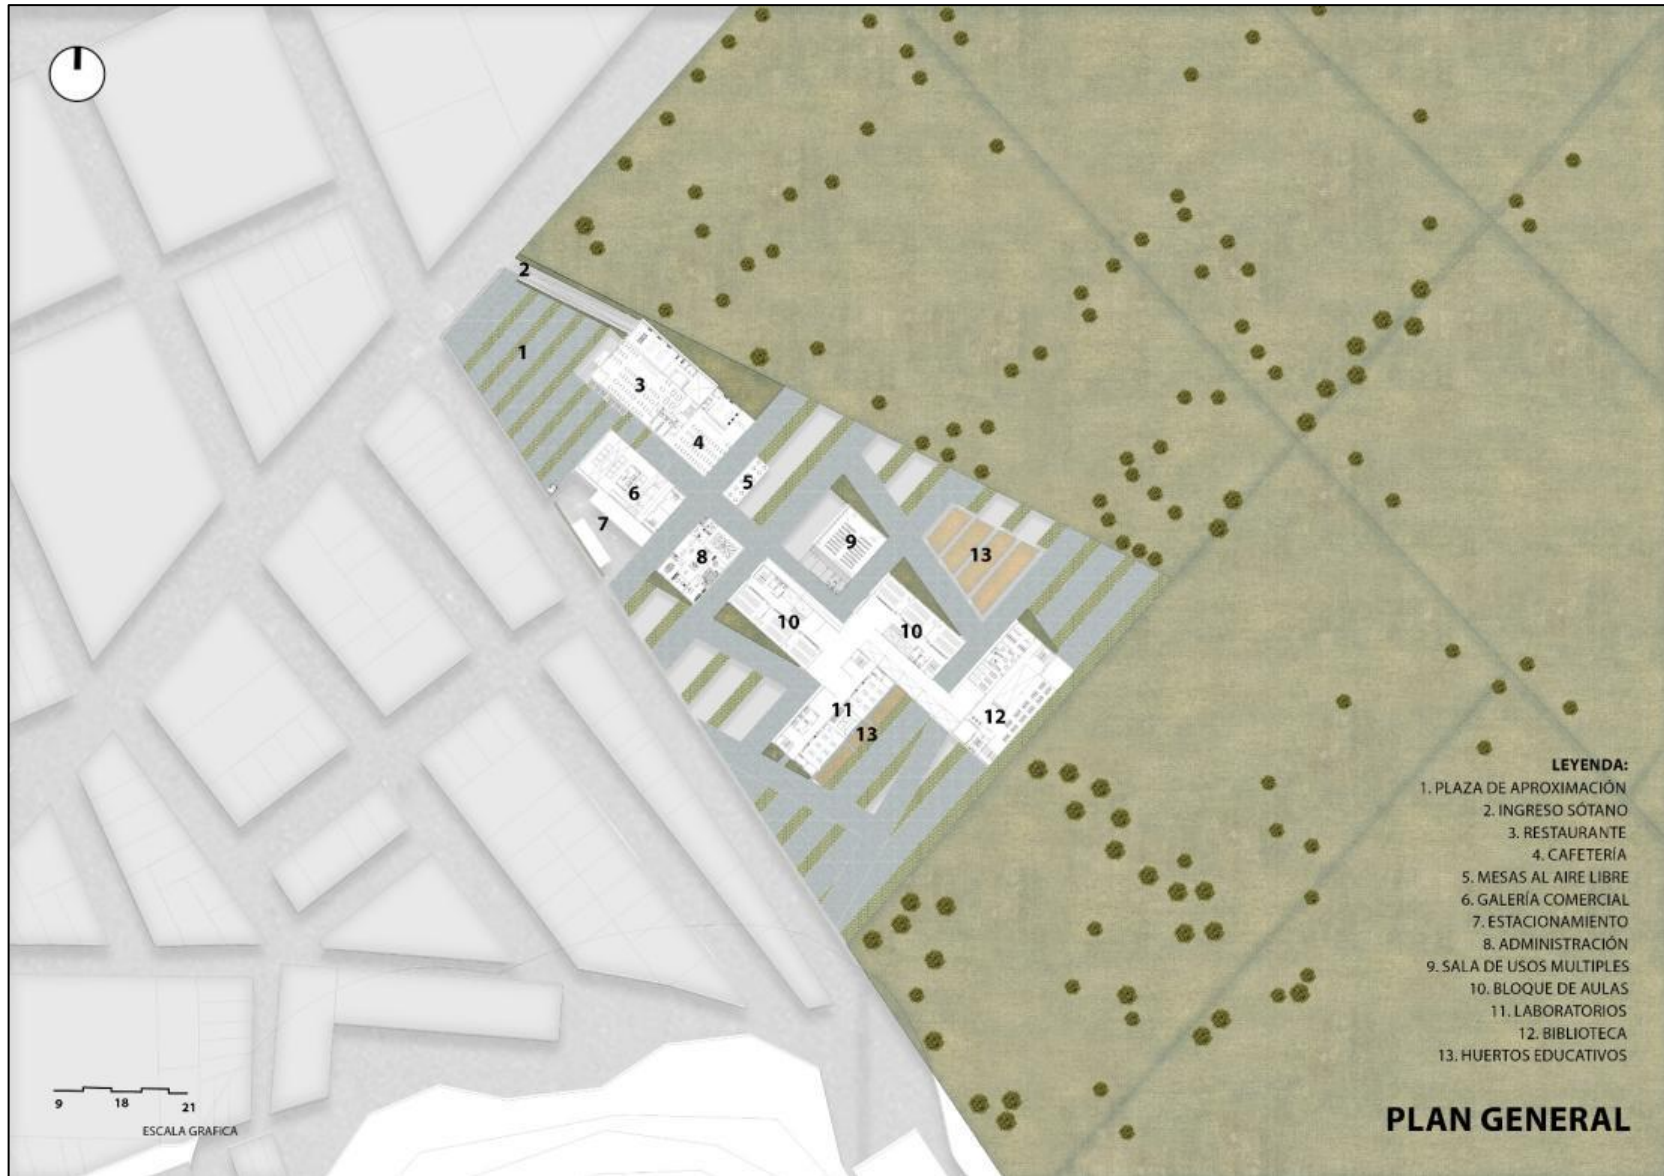 2
1
3
4
5
6
7
9
8
13
10
10
11
12
13
LEYENDA:
1. PLAZA DE APROXIMACIÓN
2. INGRESO SÓTANO
3. RESTAURANTE
4. CAFETERÍA
5. MESAS AL AIRE LIBRE
6. GALERÍA COMERCIAL
7. ESTACIONAMIENTO
8. ADMINISTRACIÓN
9. SALA DE USOS MULTIPLES
10. BLOQUE DE AULAS
11. LABORATORIOS
12. BIBLIOTECA
13. HUERTOS EDUCATIVOS
9 18 21
ESCALA GRAFICA
PLAN GENERAL